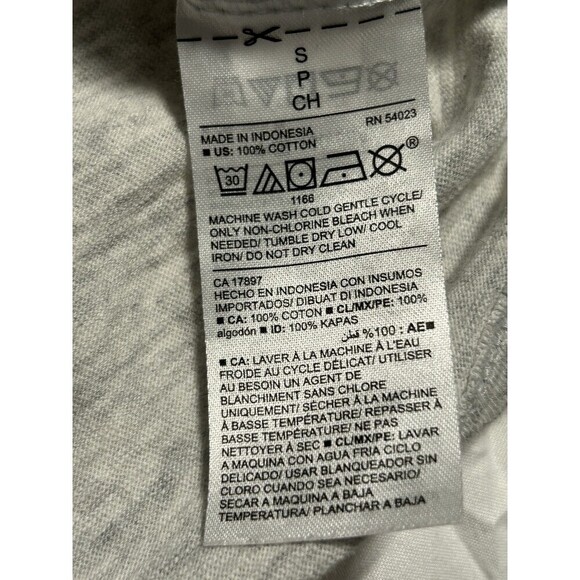 S
P
CH
MADE IN INDONESIA RN 54023
■ US: 100% COTTON
30 ®
1166
MACHINE WASH COLD GENTLE CYCLE/
ONLY NON-CHLORINE BLEACH WHEN
NEEDED/ TUMBLE DRY LOW/ COOL
IRON/ DO NOT DRY CLEAN
CA 17897
HECHO EN INDONESIA CON INSUMOS
IMPORTADOS/ DIBUAT DI INDONESIA
■ CA: 100% COTON ■ CL/MX/PE: 100%
algodón ■ ID: 100% KAPAS
■AE : 100% قطن
■ CA: LAVER À LA MACHINE À L'EAU
FROIDE AU CYCLE DÉLICAT/ UTILISER
AU BESOIN UN AGENT DE
BLANCHIMENT SANS CHLORE
UNIQUEMENT/ SÉCHER À LA MACHINE
À BASSE TEMPÉRATURE/ REPASSER À
BASSE TEMPÉRATURE/ NE PAS
NETTOYER À SEC ■ CL/MX/PE: LAVAR
A MAQUINA CON AGUA FRIA CICLO
DELICADO/ USAR BLANQUEADOR SIN
CLORO CUANDO SEA NECESARIO/
SECAR A MAQUINA A BAJA
TEMPERATURA/ PLANCHAR A BAJA